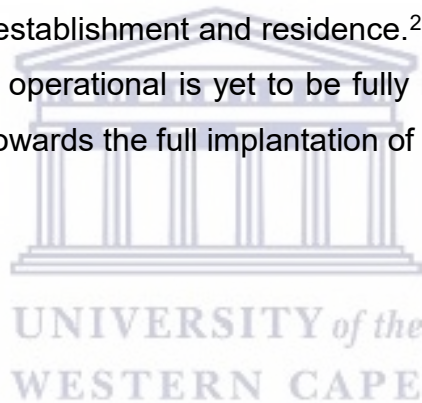 establishment and residence.²
operational is yet to be fully
owards the full implantation of
UNIVERSITY of the
WESTERN CAPE